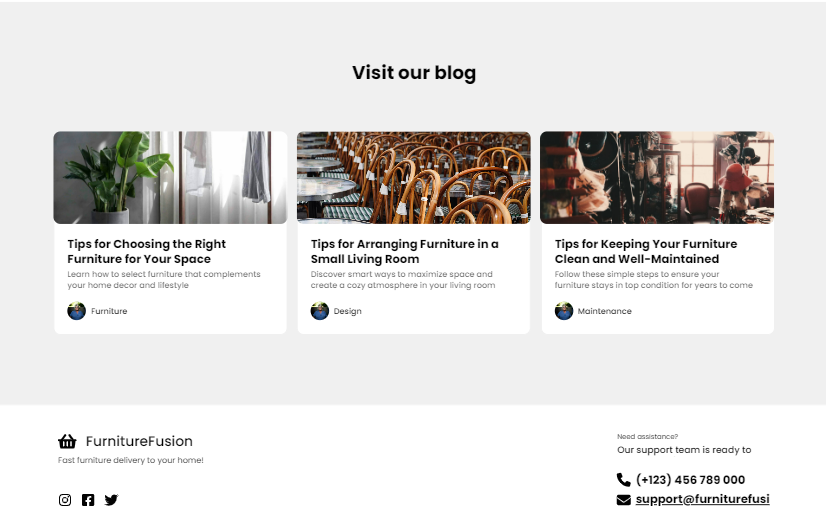 Visit our blog
Tips for Choosing the Right
Furniture for Your Space
Learn how to select furniture that complements
your home decor and lifestyle
Furniture
Tips for Arranging Furniture in a
Small Living Room
Discover smart ways to maximize space and
create a cozy atmosphere in your living room
Design
Tips for Keeping Your Furniture
Clean and Well-Maintained
Follow these simple steps to ensure your
furniture stays in top condition for years to come
Maintenance
FurnitureFusion
Fast furniture delivery to your home!
Need assistance?
Our support team is ready to
(+123) 456 789 000
support@furniturefusi